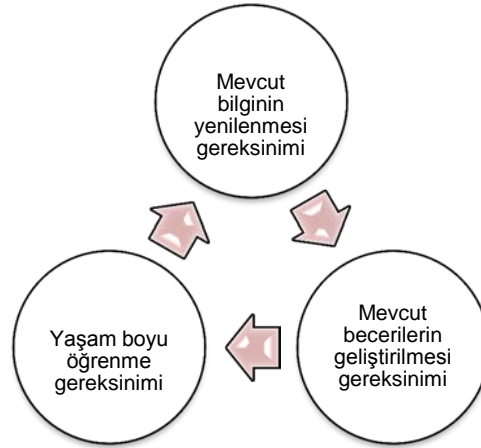 Mevcut
bilginin
yenilenmesi
gereksinimi
Mevcut
becerilerin
geliştirilmesi
gereksinimi
Yaşam boyu
öğrenme
gereksinimi